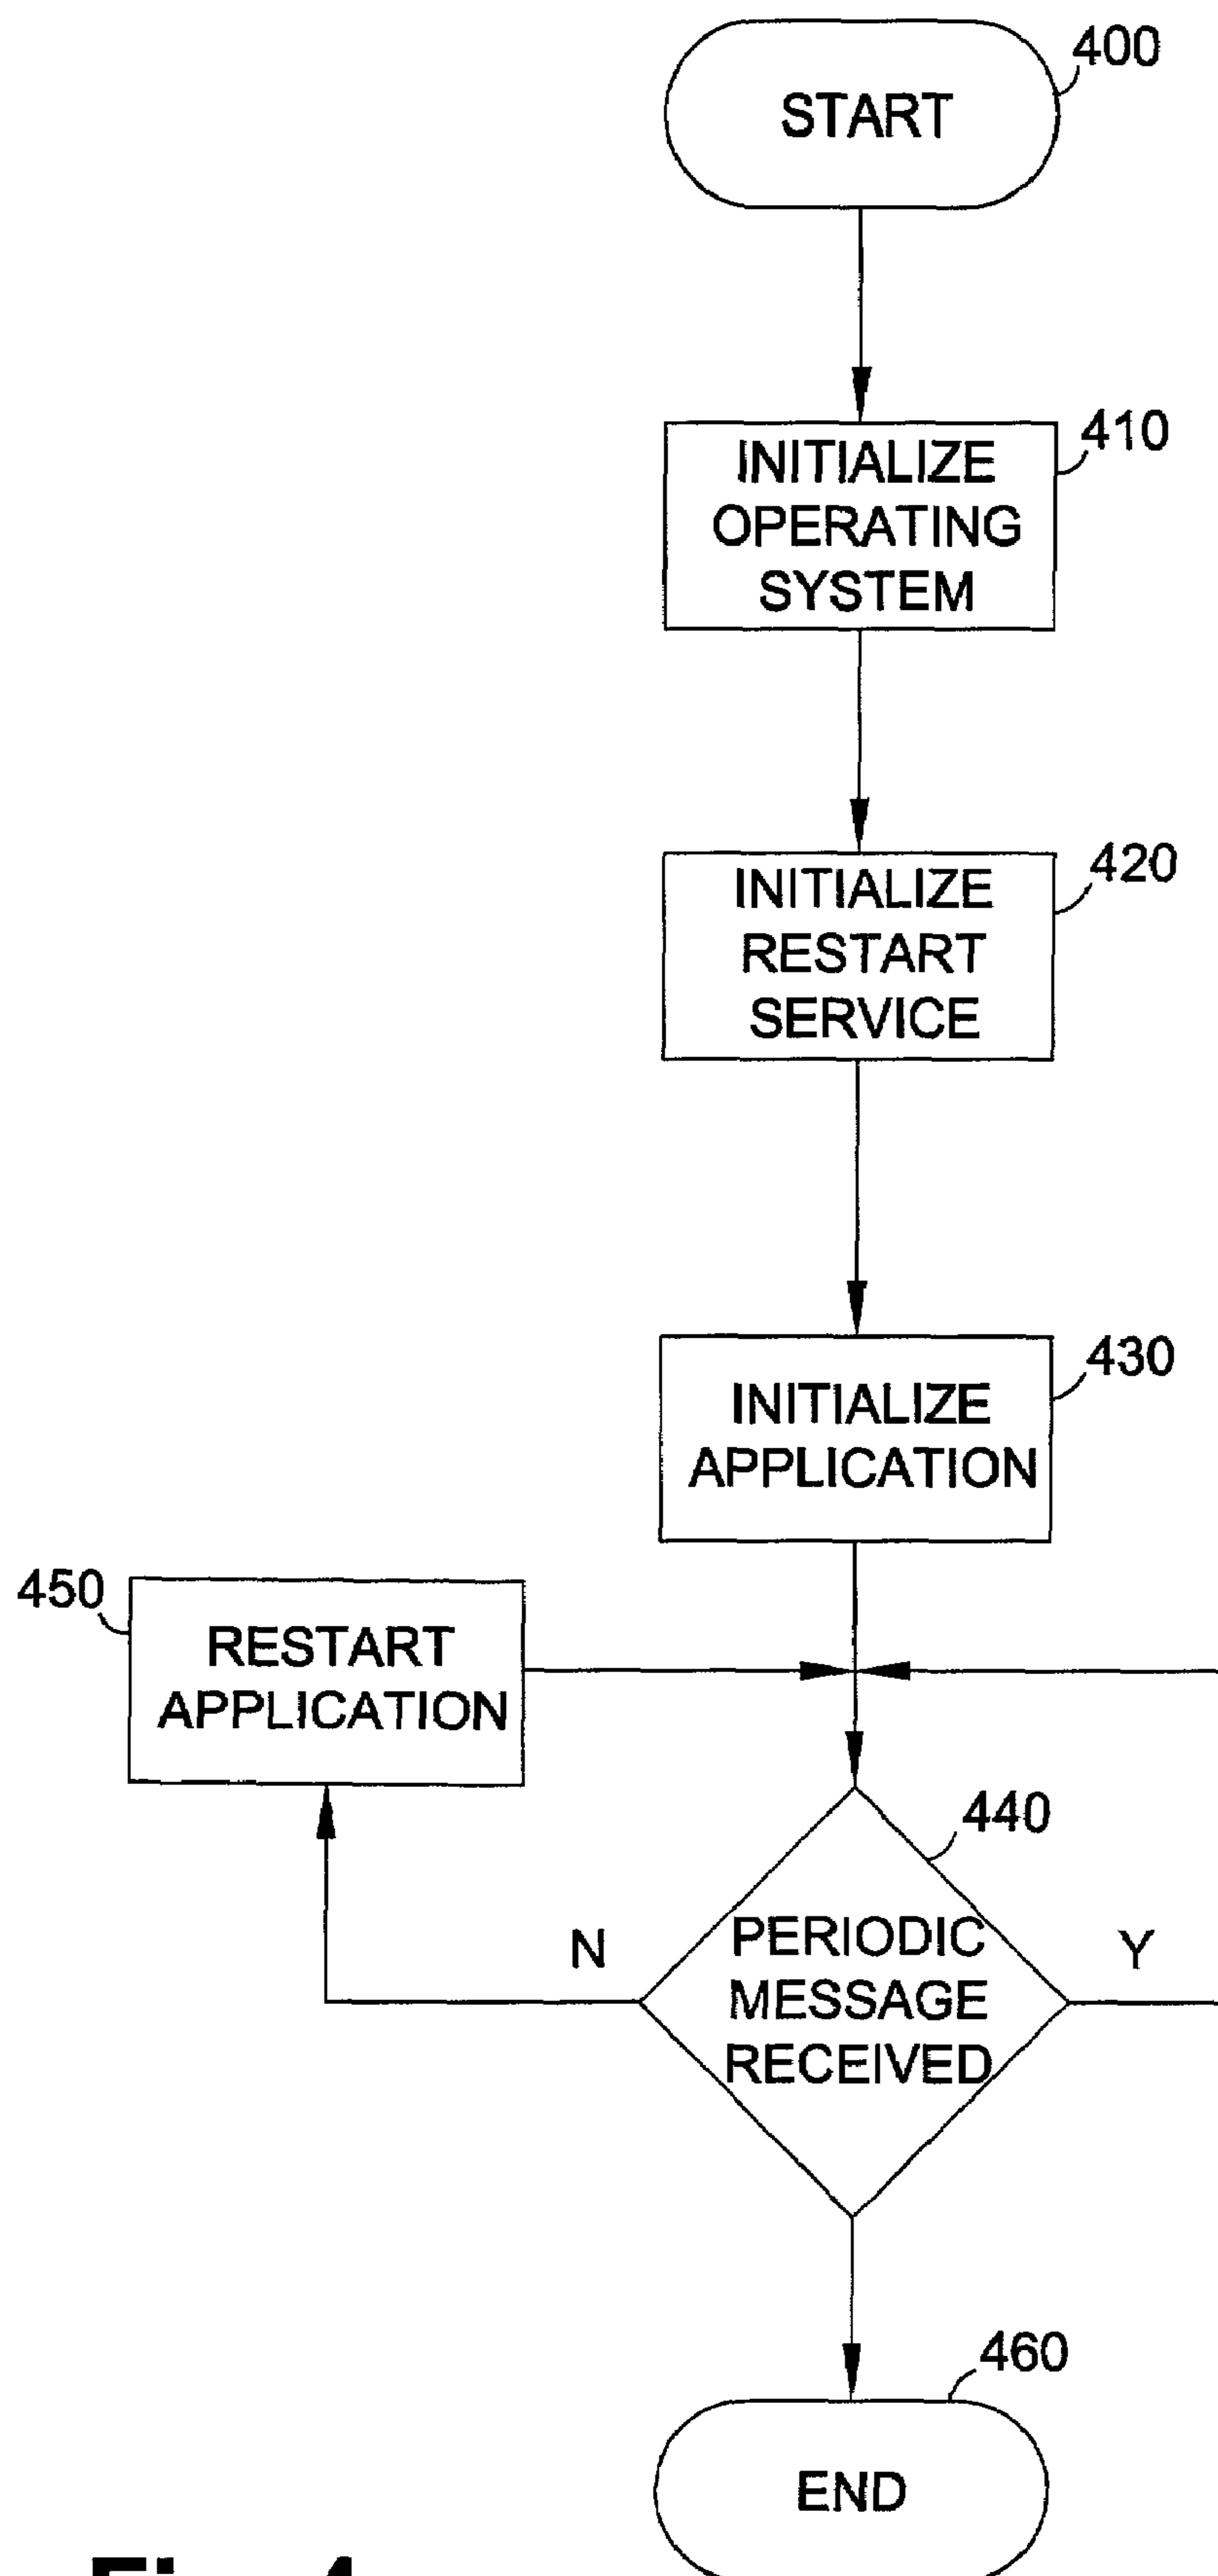 400
START
410
INITIALIZE
OPERATING
SYSTEM
420
INITIALIZE
RESTART
SERVICE
430
INITIALIZE
APPLICATION
450
RESTART
APPLICATION
440
N
PERIODIC
MESSAGE
RECEIVED
Y
460
END